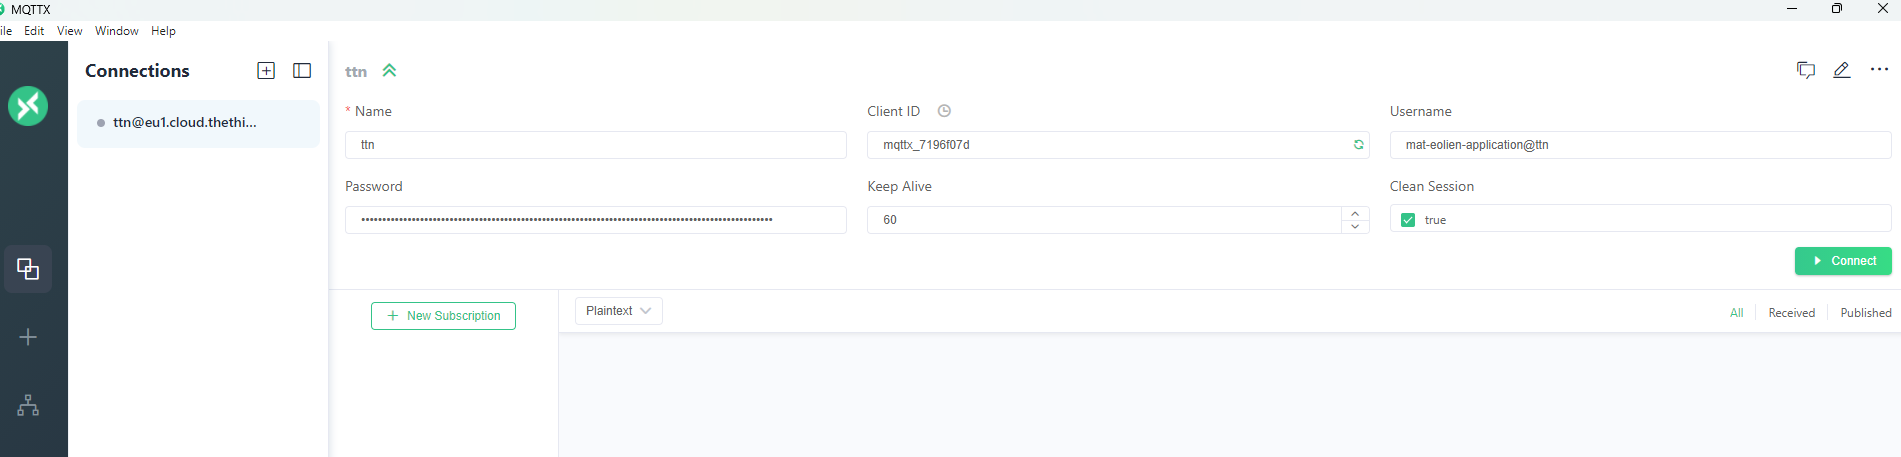 MQTTX
ile Edit View Window Help
Connections
ttn@eu1.cloud.thethi...
ttn
* Name
ttn
Client ID
mqttx_7196f07d
Username
mat-eolien-application@ttn
Password
Keep Alive
60
Clean Session
true
Connect
+ New Subscription
Plaintext
All Received Published